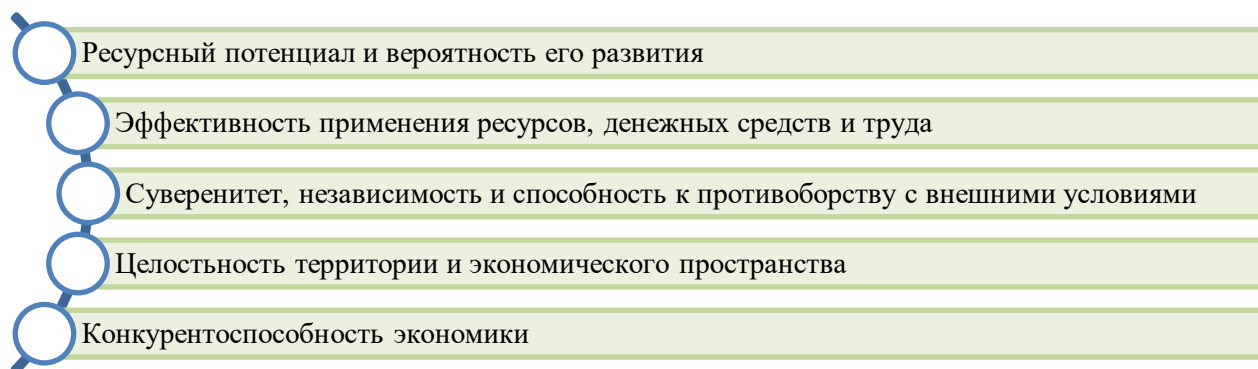 Ресурсный потенциал и вероятность его развития
Эффективность применения ресурсов, денежных средств и труда
Суверенитет, независимость и способность к противоборству с внешними условиями
Целостьность территории и экономического пространства
Конкурентоспособность экономики